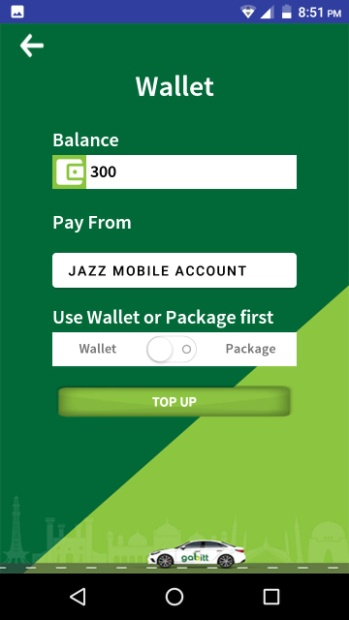 8:51 PM
Wallet
Balance
300
Pay From
JAZZ MOBILE ACCOUNT
Use Wallet or Package first
Wallet Package
TOP UP